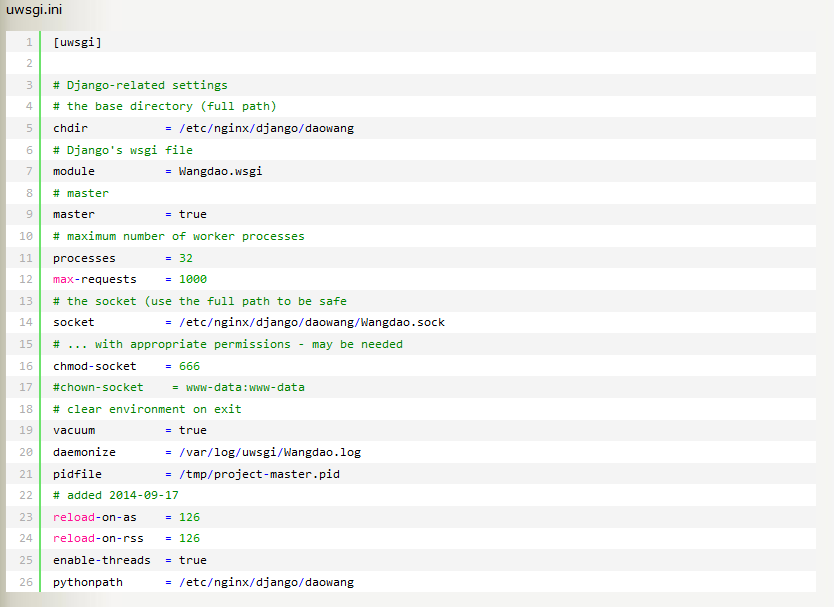 uwsgi.ini
1 [uwsgi]
2
3 # Django-related settings
4 # the base directory (full path)
5 chdir           = /etc/nginx/django/daowang
6 # Django's wsgi file
7 module          = Wangdao.wsgi
8 # master
9 master          = true
10 # maximum number of worker processes
11 processes       = 32
12 max-requests    = 1000
13 # the socket (use the full path to be safe
14 socket          = /etc/nginx/django/daowang/Wangdao.sock
15 # ... with appropriate permissions - may be needed
16 chmod-socket    = 666
17 #chown-socket    = www-data:www-data
18 # clear environment on exit
19 vacuum          = true
20 daemonize       = /var/log/uwsgi/Wangdao.log
21 pidfile         = /tmp/project-master.pid
22 # added 2014-09-17
23 reload-on-as    = 126
24 reload-on-rss   = 126
25 enable-threads  = true
26 pythonpath      = /etc/nginx/django/daowang